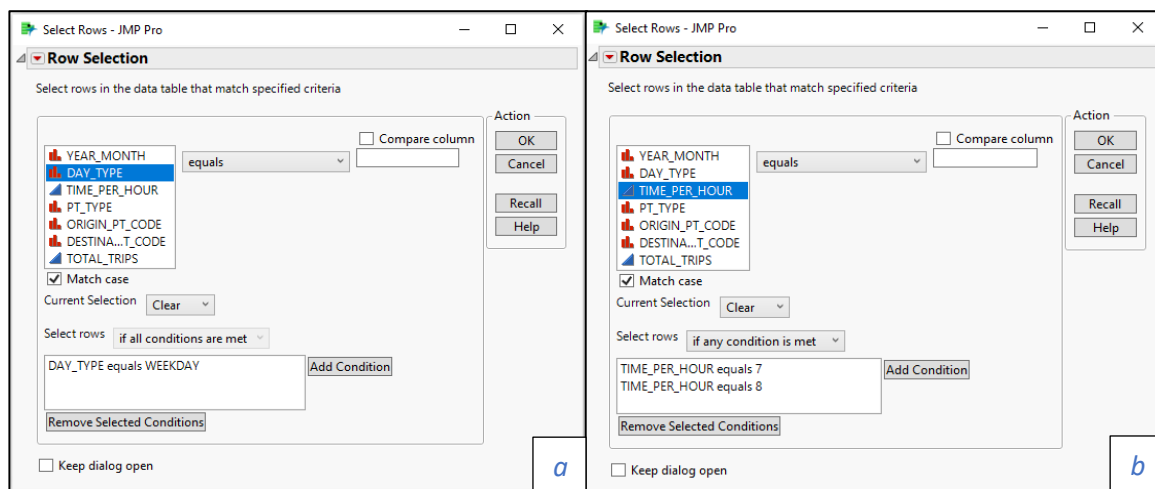 Select Rows - JMP Pro
Row Selection
Select rows in the data table that match specified criteria
Action
Compare column
OK
YEAR_MONTH
equals
DAY_TYPE
Cancel
TIME_PER_HOUR
PT_TYPE
Recall
ORIGIN_PT_CODE
DESTINA...T_CODE
Help
TOTAL_TRIPS
Match case
Current Selection Clear
Select rows if all conditions are met
DAY_TYPE equals WEEKDAY
Add Condition
Remove Selected Conditions
Keep dialog open
a
Select Rows - JMP Pro
Row Selection
Select rows in the data table that match specified criteria
Action
Compare column
OK
YEAR_MONTH
equals
DAY_TYPE
Cancel
TIME_PER_HOUR
PT_TYPE
Recall
ORIGIN_PT_CODE
DESTINA...T_CODE
Help
TOTAL_TRIPS
Match case
Current Selection Clear
Select rows if any condition is met
TIME_PER_HOUR equals 7
Add Condition
TIME_PER_HOUR equals 8
Remove Selected Conditions
Keep dialog open
b